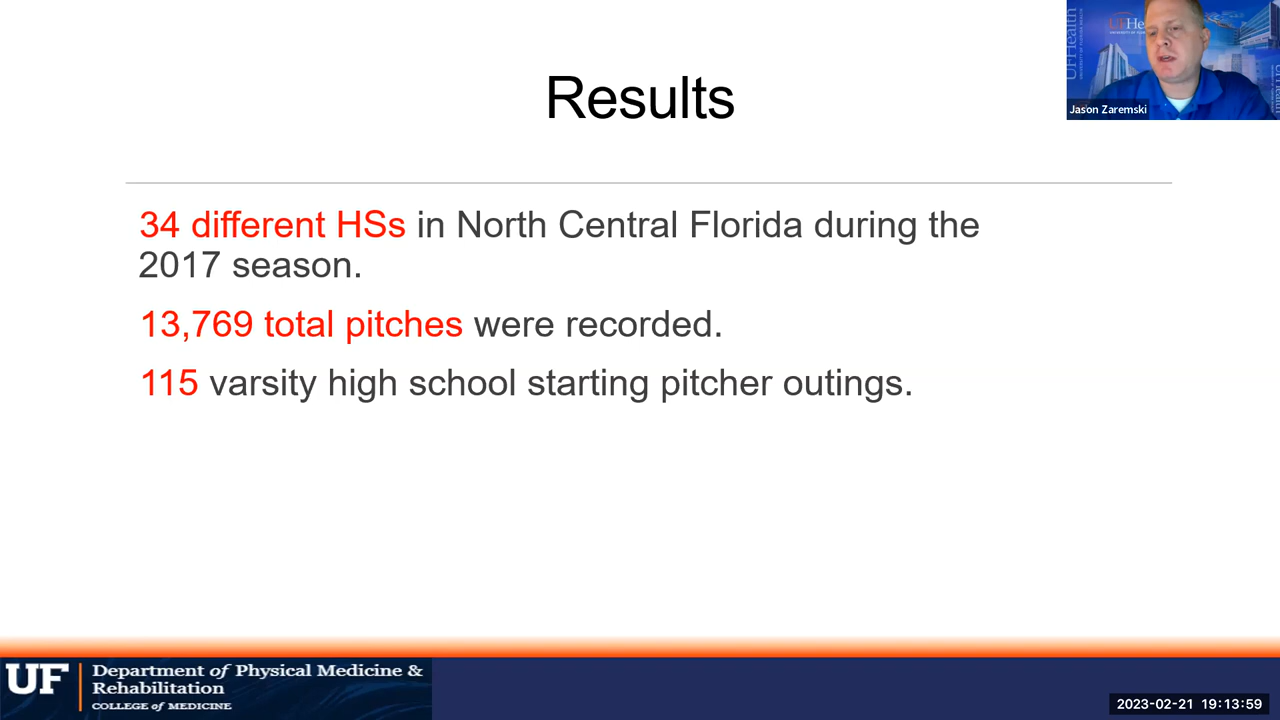 Results
34 different HSs in North Central Florida during the
2017 season.
13,769 total pitches were recorded.
115 varsity high school starting pitcher outings.
Jason Zaremski
UF Department of Physical Medicine &
Rehabilitation
COLLEGE of MEDICINE
2023-02-21 19:13:59